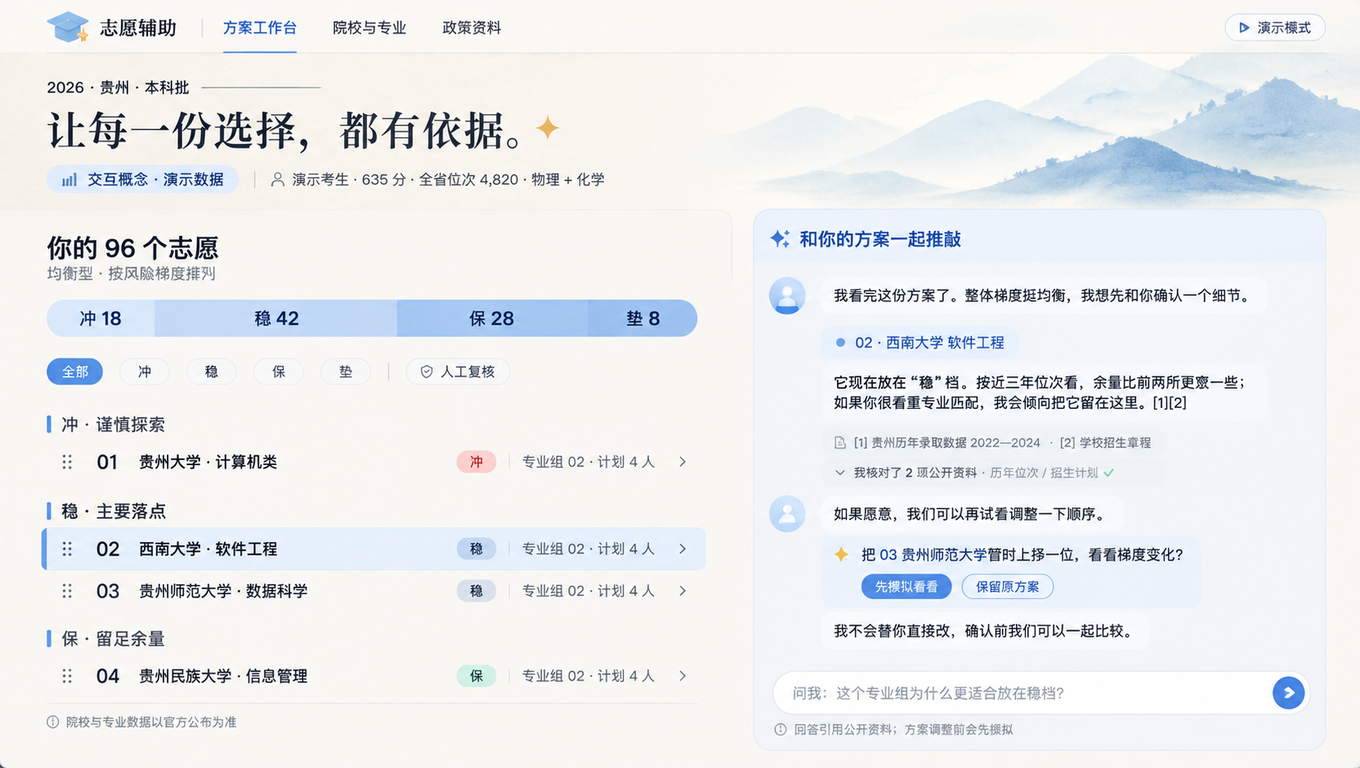 志愿辅助
方案工作台
院校与专业
政策资料
演示模式
2026 · 贵州 · 本科批
让每一份选择，都有依据。
交互概念 · 演示数据
演示考生 · 635 分 · 全省位次 4,820 · 物理 + 化学
你的 96 个志愿
均衡型 · 按风险梯度排列
冲 18
稳 42
保 28
垫 8
全部
冲
稳
保
垫
人工复核
冲 · 谨慎探索
01 贵州大学 · 计算机类 冲 专业组 02 · 计划 4 人
稳 · 主要落点
02 西南大学 · 软件工程 稳 专业组 02 · 计划 4 人
03 贵州师范大学 · 数据科学 稳 专业组 02 · 计划 4 人
保 · 留足余量
04 贵州民族大学 · 信息管理 保 专业组 02 · 计划 4 人
院校与专业数据以官方公布为准
和你的方案一起推敲
我看完这份方案了。整体梯度挺均衡，我想先和你确认一个细节。
02 · 西南大学 软件工程
它现在放在“稳”档。按近三年位次看，余量比前两所更一些；
如果你很看重专业匹配，我会倾向把它留在这里。[1][2]
[1] 贵州历年录取数据 2022—2024 · [2] 学校招生章程
我核对了 2 项公开资料 · 历年位次 / 招生计划
如果愿意，我们可以再试看调整一下顺序。
把 03 贵州师范大学暂时上移一位，看看梯度变化？
先模拟看看
保留原方案
我不会替你直接改，确认前我们可以一起比较。
问我：这个专业组为什么更适合放在稳档？
回答引用公开资料；方案调整前会先模拟